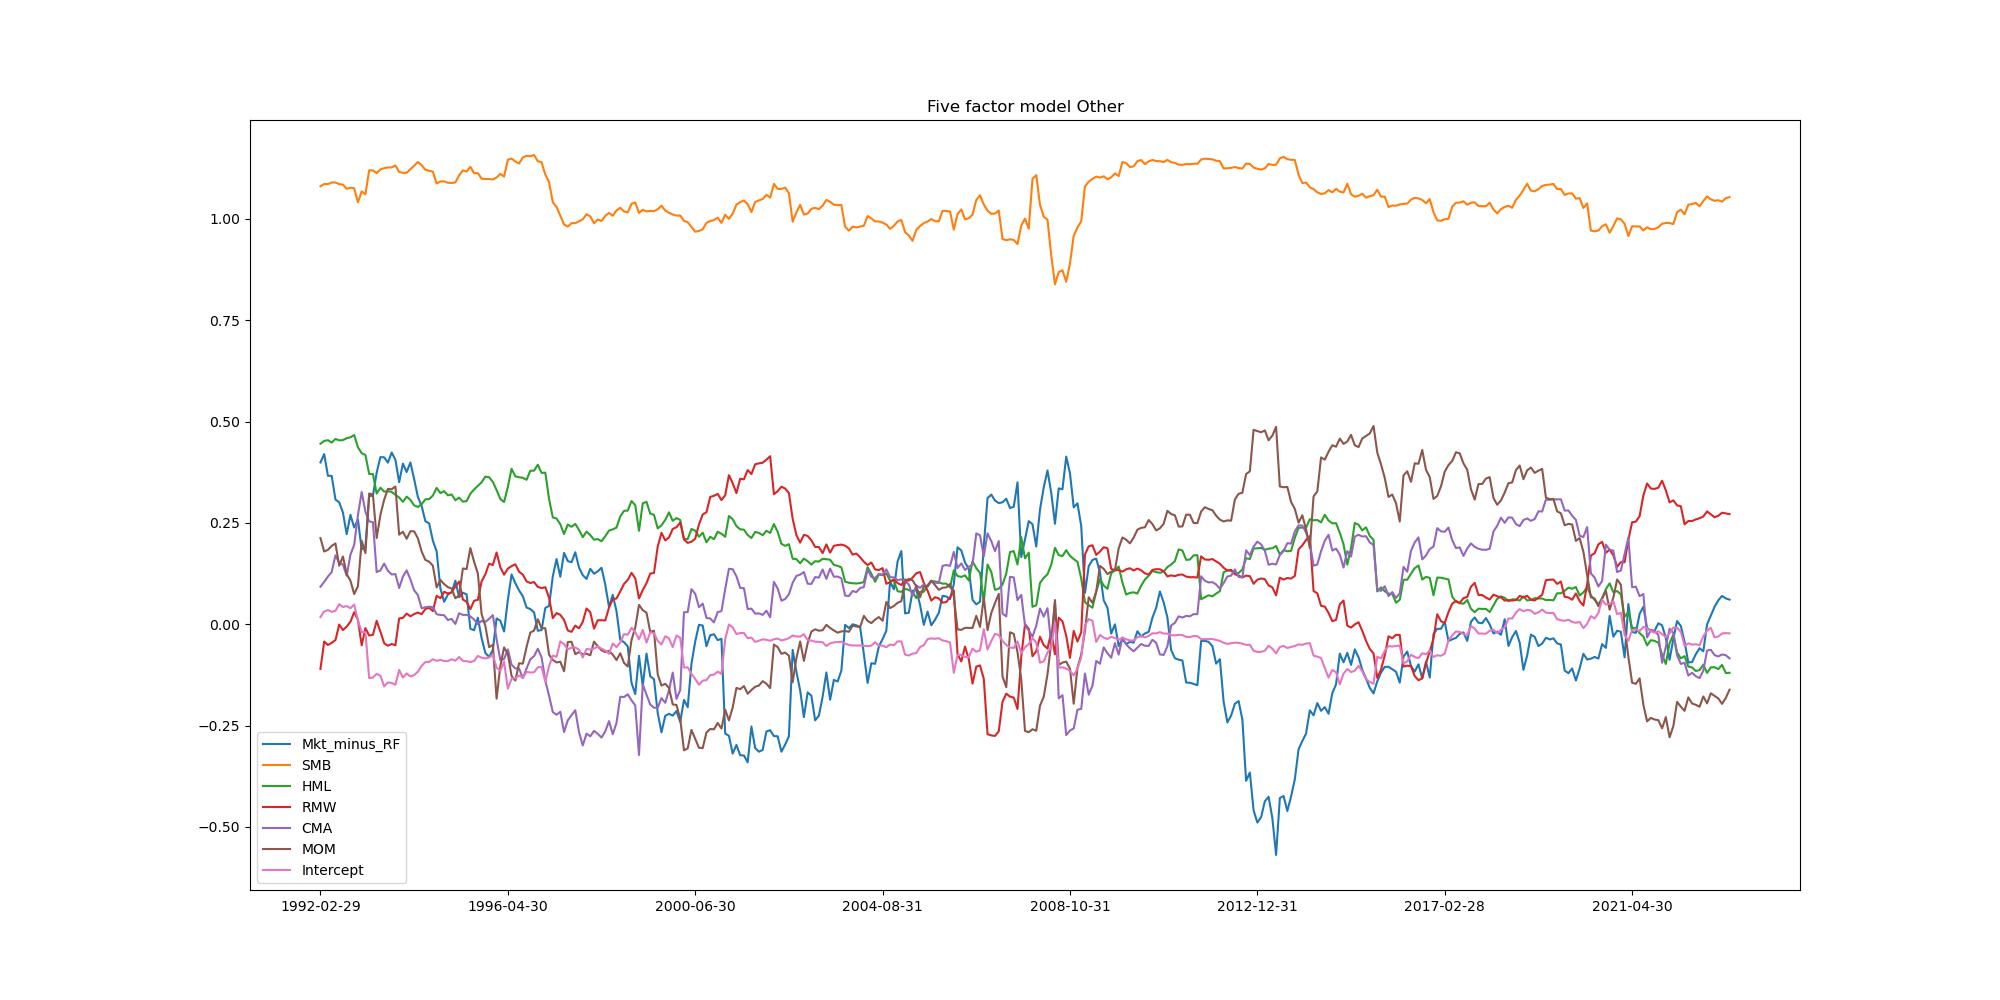 Five factor model Other
1.00
0.75
0.50
0.25
0.00
−0.25
−0.50
Mkt_minus_RF
SMB
HML
RMW
CMA
MOM
Intercept
1992-02-29 1996-04-30 2000-06-30 2004-08-31 2008-10-31 2012-12-31 2017-02-28 2021-04-30